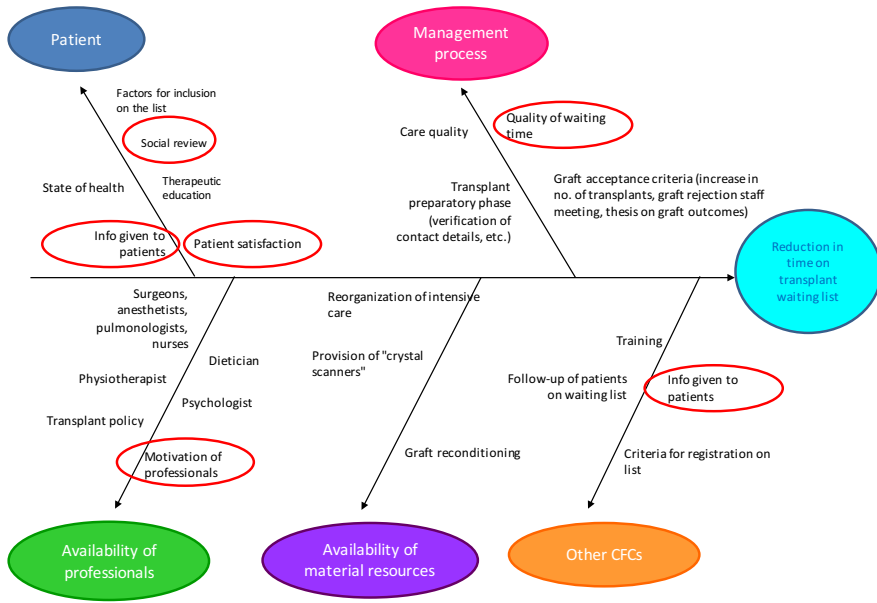 Patient
Management
process
Factors for inclusion
on the list
Social review
State of health
Therapeutic
education
Info given to
patients
Patient satisfaction
Quality of waiting
time
Care quality
Transplant
preparatory phase
(verification of
contact details, etc.)
Graft acceptance criteria (increase in
no. of transplants, graft rejection staff
meeting, thesis on graft outcomes)
Reduction in
time on
transplant
waiting list
Surgeons,
anesthetists,
pulmonologists,
nurses
Dietician
Physiotherapist
Psychologist
Transplant policy
Motivation of
professionals
Reorganization of intensive
care
Provision of "crystal
scanners"
Graft reconditioning
Training
Follow-up of patients
on waiting list
Info given to
patients
Criteria for registration on
list
Availability of
professionals
Availability of
material resources
Other CFCs